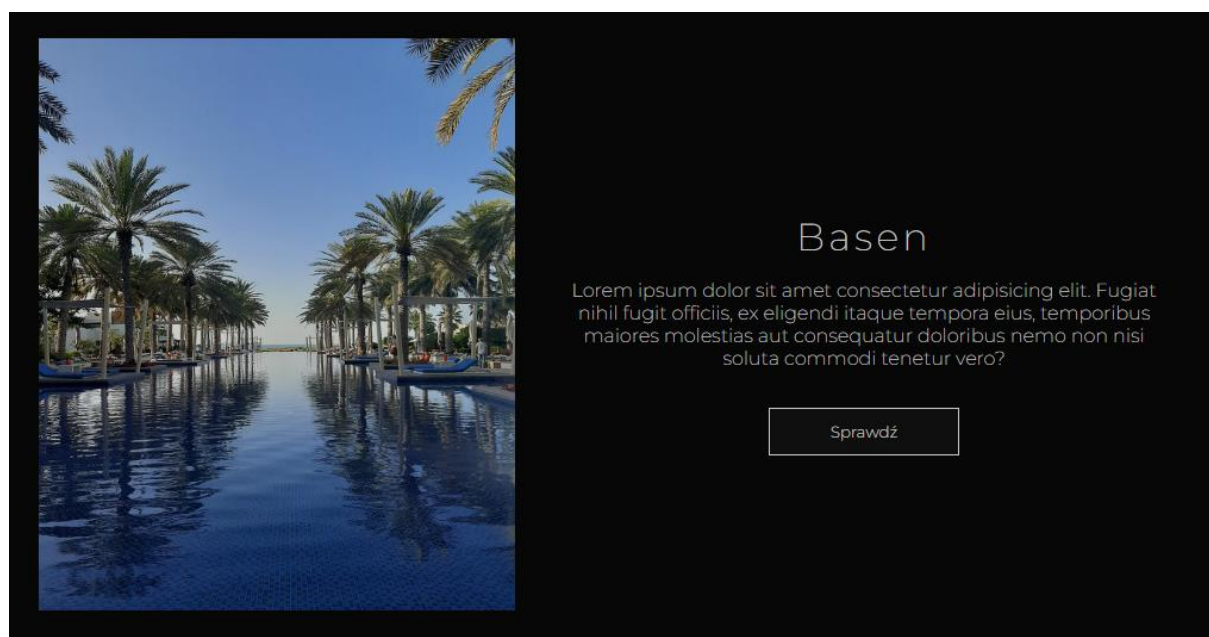 Basen
Lorem ipsum dolor sit amet consectetur adipisicing elit. Fugiat
nihil fugit officiis, ex eligendi itaque tempora eius, temporibus
maiores molestias aut consequatur doloribus nemo non nisi
soluta commodi tenetur vero?
Sprawdź